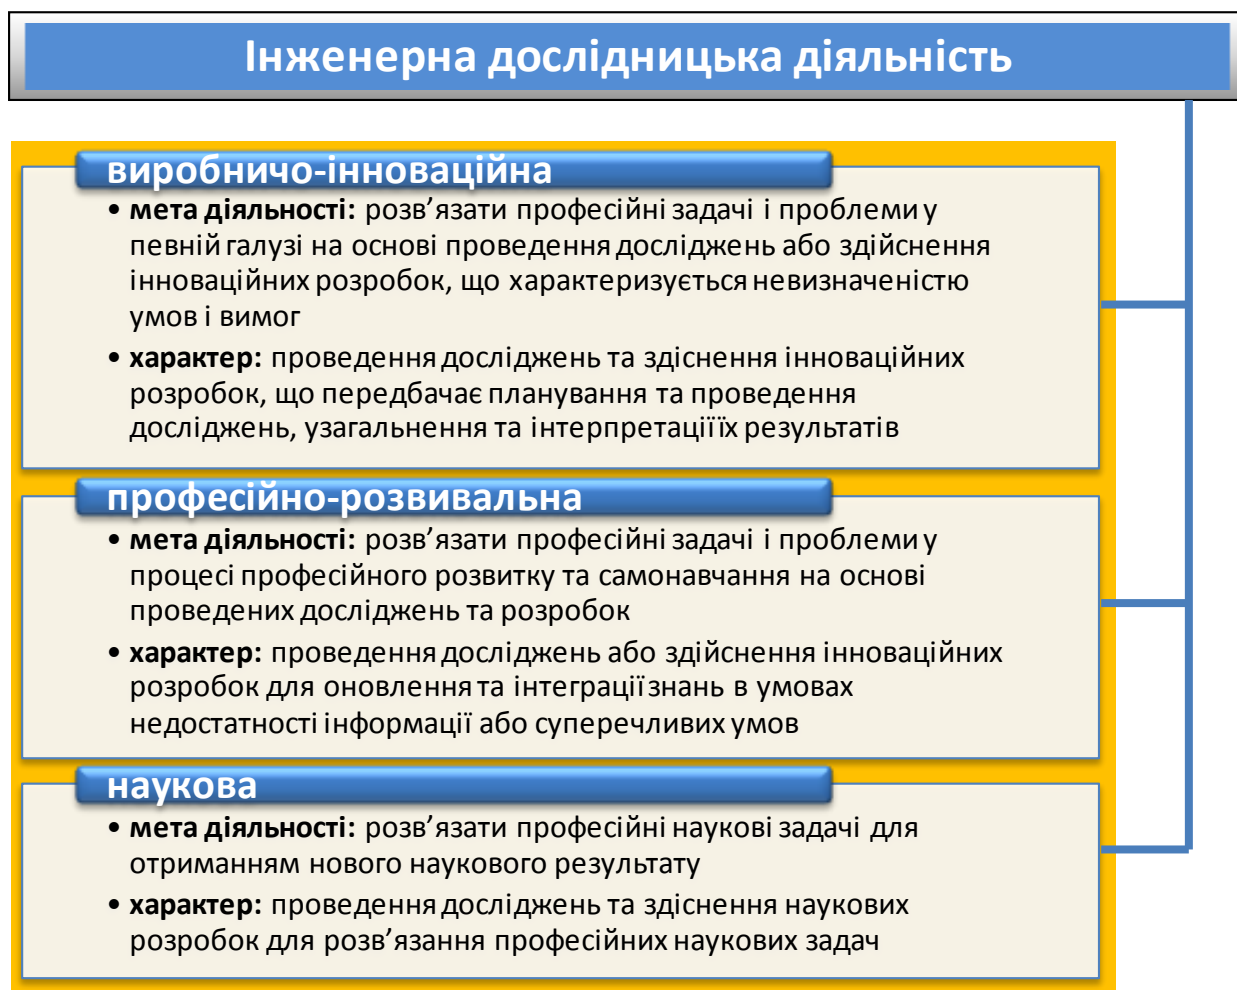 Інженерна дослідницька діяльність
виробничо-інноваційна
• мета діяльності: розв’язати професійні задачі і проблеми у
певній галузі на основі проведення досліджень або здійснення
інноваційних розробок, що характеризується невизначеністю
умов і вимог
• характер: проведення досліджень та здіснення інноваційних
розробок, що передбачає планування та проведення
досліджень, узагальнення та інтерпретації їх результатів
професійно-розвивальна
• мета діяльності: розв’язати професійні задачі і проблеми у
процесі професійного розвитку та самонавчання на основі
проведених досліджень та розробок
• характер: проведення досліджень або здійснення інноваційних
розробок для оновлення та інтеграції знань в умовах
недостатності інформації або суперечливих умов
наукова
• мета діяльності: розв’язати професійні наукові задачі для
отриманням нового наукового результату
• характер: проведення досліджень та здіснення наукових
розробок для розв’язання професійних наукових задач